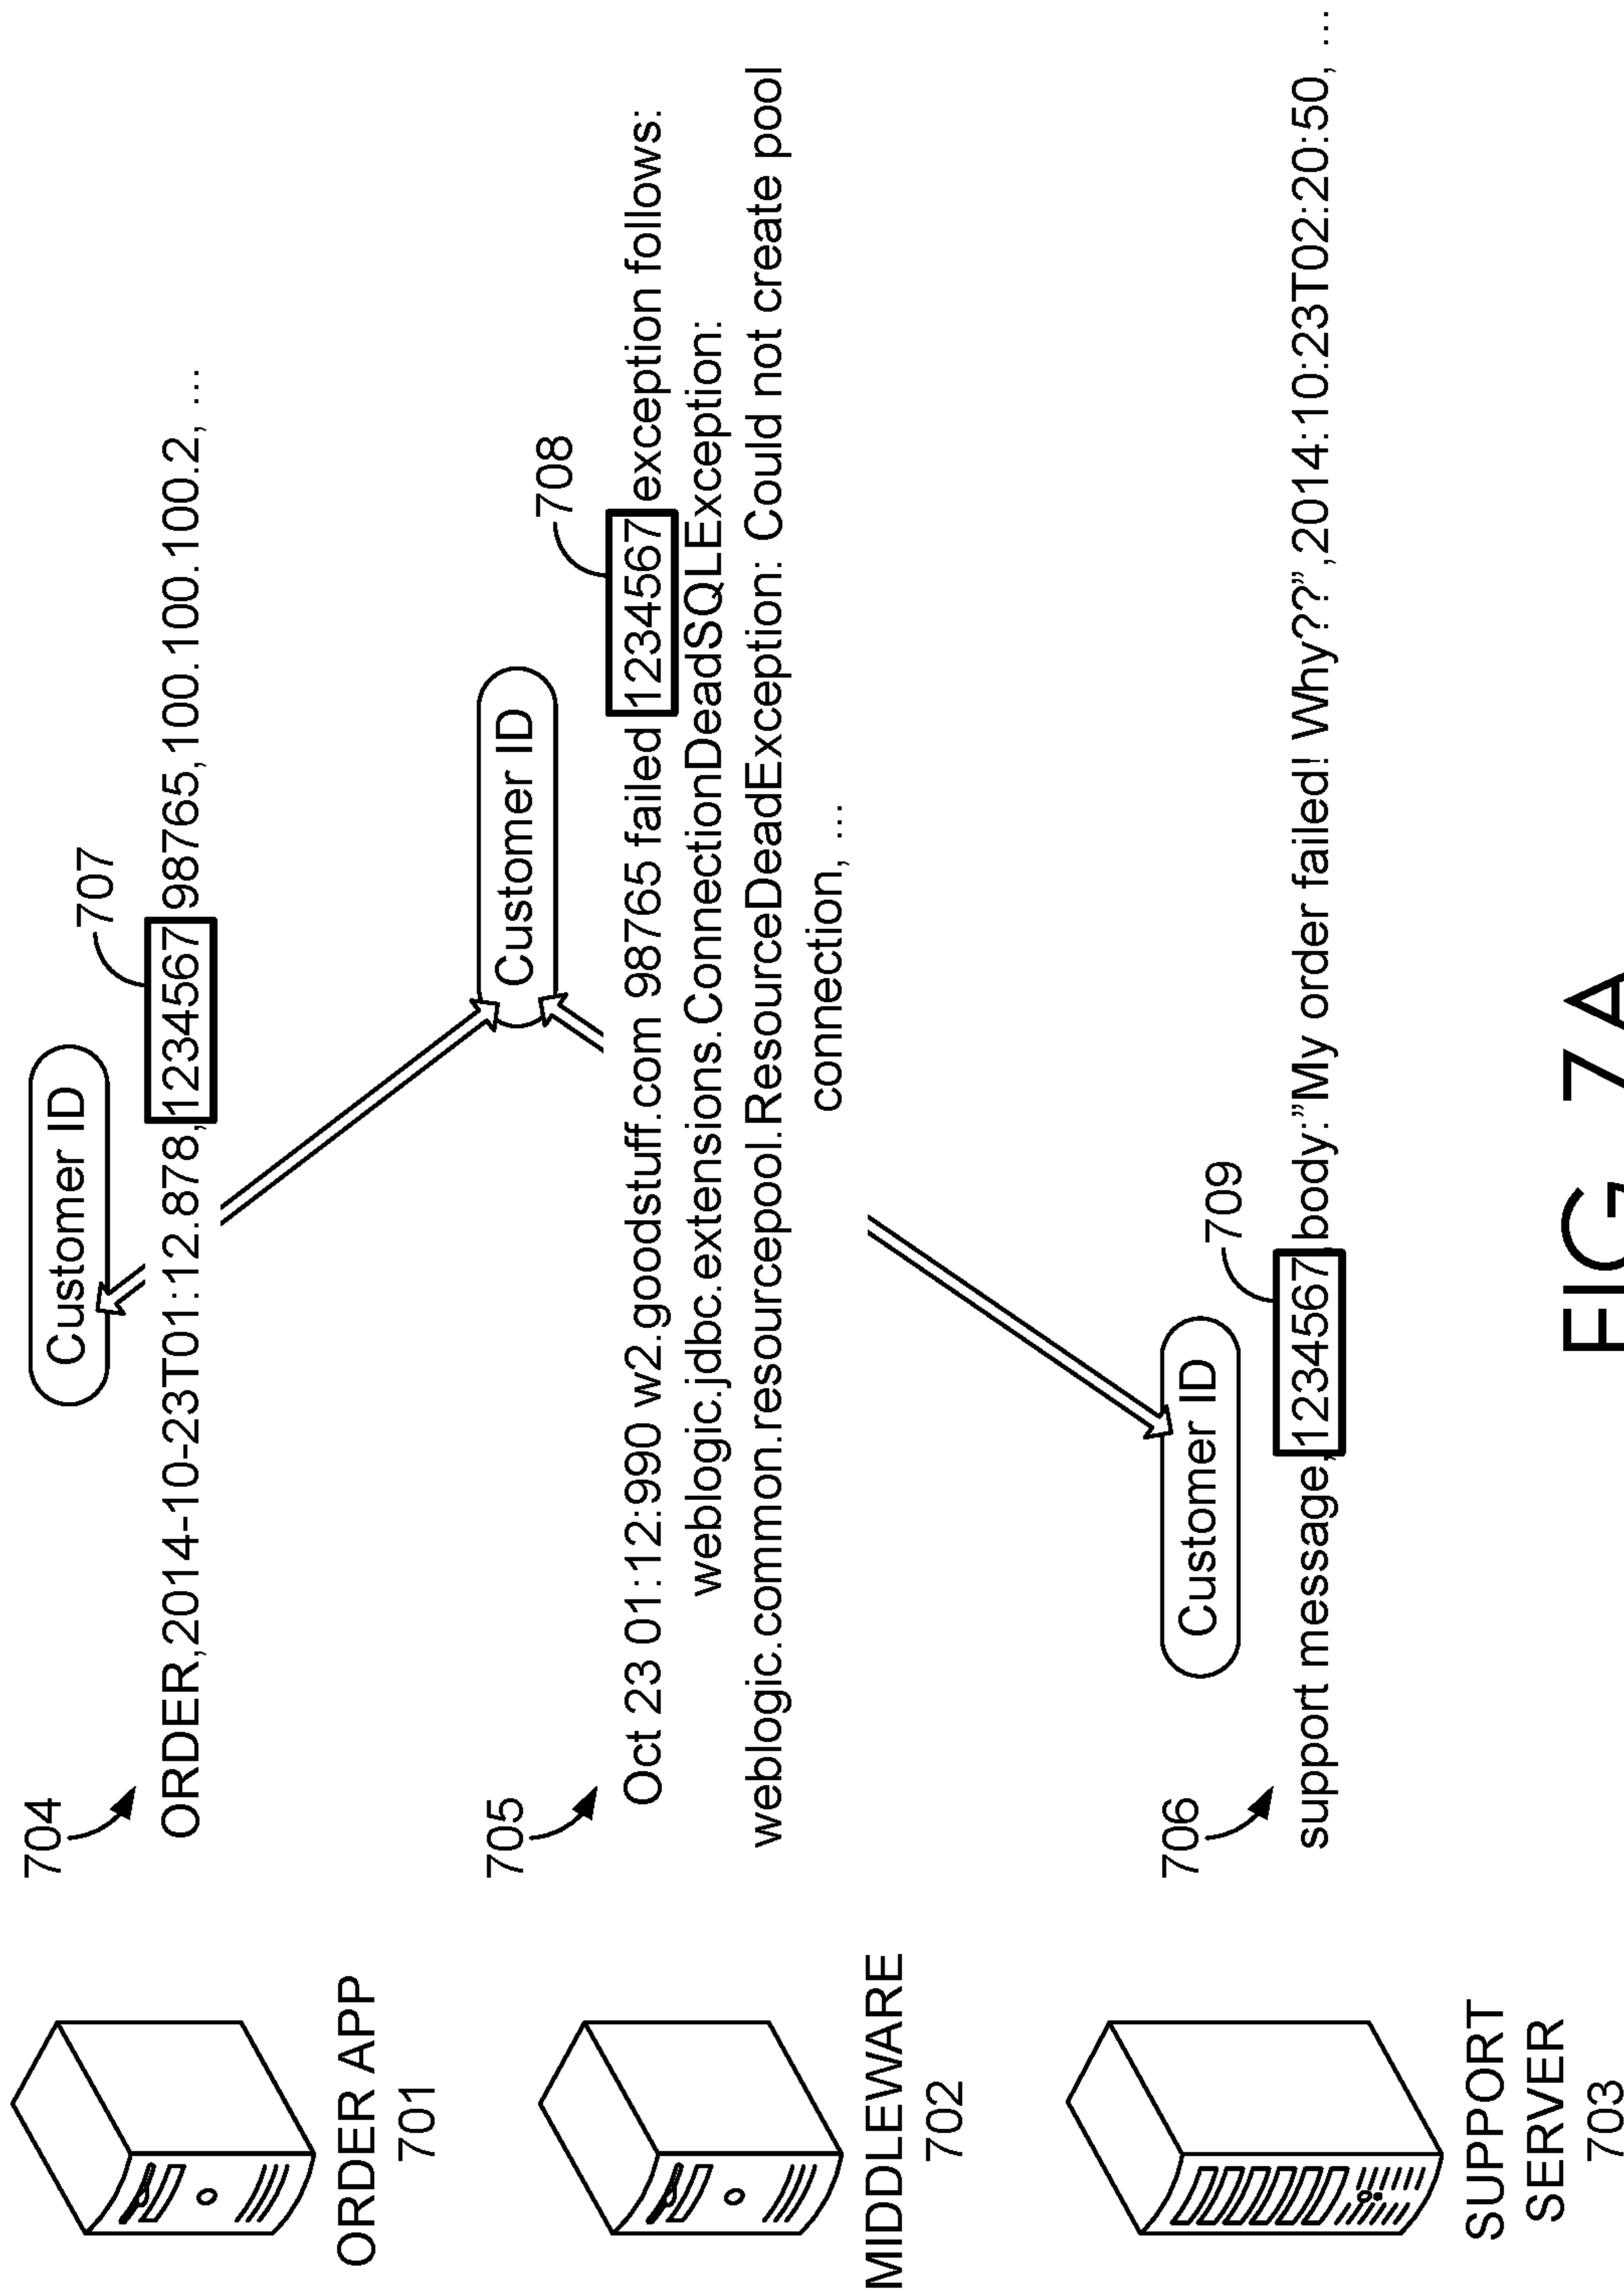 ORDER APP
701
704
Customer ID
707
ORDER,2014-10-23T01:12.878,1234567,98765,100.100.100.2, …
MIDDLEWARE
702
705
Customer ID
708
Oct 23 01:12:990 w2.goodstuff.com 98765 failed 1234567 exception follows:
weblogic.jdbc.extensions.ConnectionDeadSQLException:
weblogic.common.resourcepool.ResourceDeadException: Could not create pool
connection, …
SUPPORT
SERVER
703
706
Customer ID
709
support message,1234567,body:”My order failed! Why??”,2014:10:23T02:20:50, …
FIG. 7A